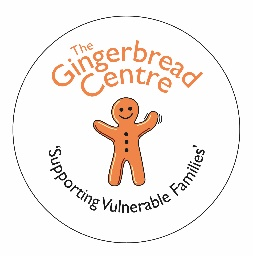 The
Gingerbread
Centre
'Supporting Vulnerable Families'